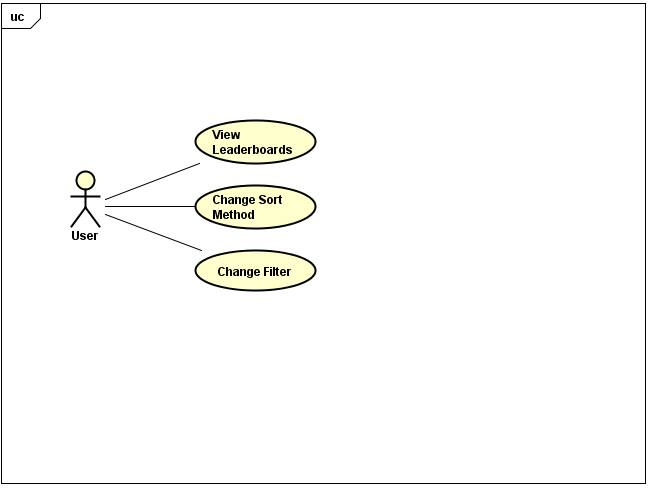 uc
View
Leaderboards
Change Sort
Method
User
Change Filter